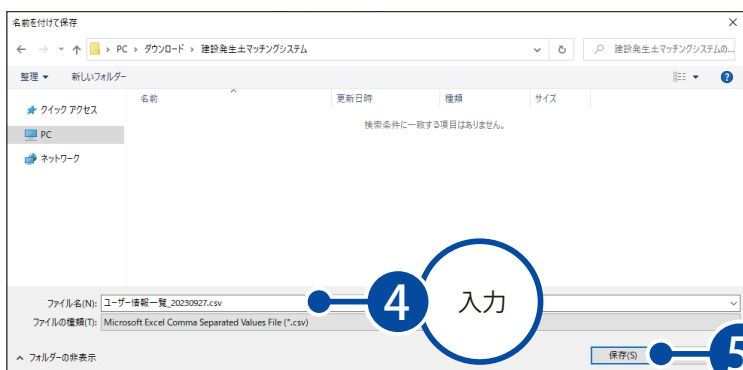 名前を付けて保存
PC › ダウンロード › 建設発生土マッチングシステム
建設発生土マッチングシステムの...
整理 新しいフォルダー
名前 更新日時 種類 サイズ
クイック アクセス
検索条件に一致する項目はありません。
PC
ネットワーク
ファイル名(N): ユーザー情報一覧_20230927.csv
4 入力
ファイルの種類(T): Microsoft Excel Comma Separated Values File (*.csv)
フォルダーの非表示
保存(S)
5